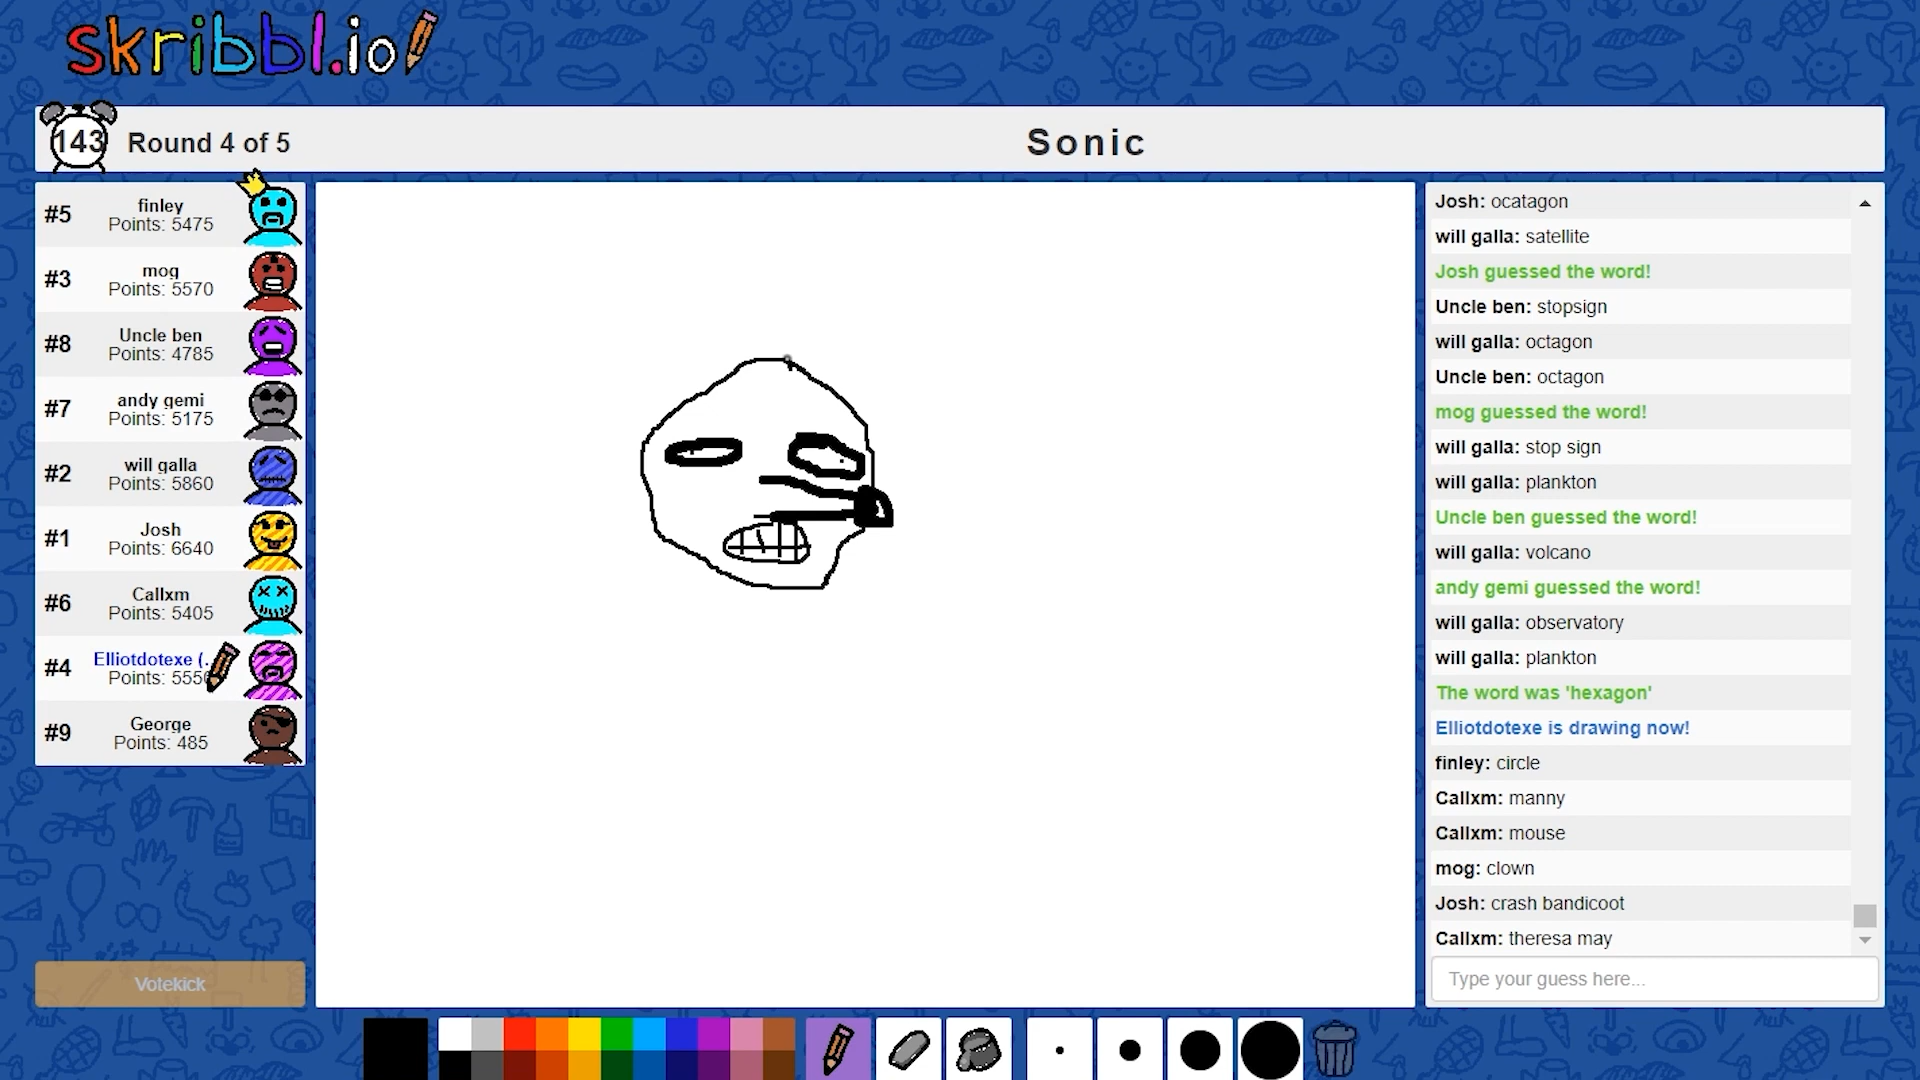 skribbl.io
143
Round 4 of 5
Sonic
#5 finley
Points: 5475
#3 mog
Points: 5570
#8 Uncle ben
Points: 4785
#7 andy gemi
Points: 5175
#2 will galla
Points: 5860
#1 Josh
Points: 6640
#6 Callxm
Points: 5405
#4 Elliotdotexe (..
Points: 5550
#9 George
Points: 485
Votekick
Josh: ocatagon
will galla: satellite
Josh guessed the word!
Uncle ben: stopsign
will galla: octagon
Uncle ben: octagon
mog guessed the word!
will galla: stop sign
will galla: plankton
Uncle ben guessed the word!
will galla: volcano
andy gemi guessed the word!
will galla: observatory
will galla: plankton
The word was 'hexagon'
Elliotdotexe is drawing now!
finley: circle
Callxm: manny
Callxm: mouse
mog: clown
Josh: crash bandicoot
Callxm: theresa may
Type your guess here...